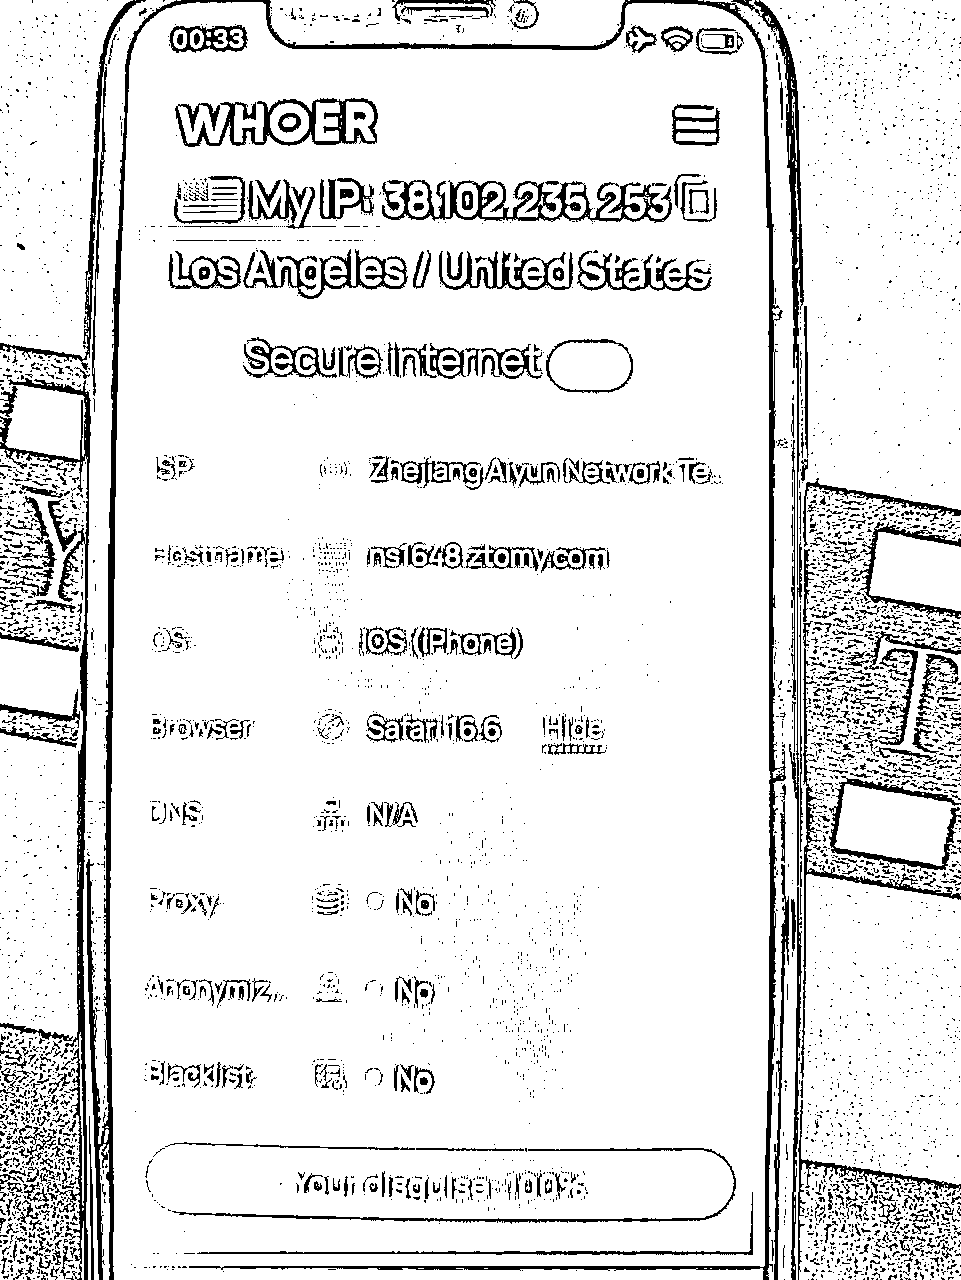 00:33
WHOER
My IP: 38.102.235.253
Los Angeles / United States
Secure Internet
ISP Zhejiang Aiyun Network Te...
Hostname ns1648.ztomy.com
OS iOS (iPhone)
Browser Safari 16.6 Hide
DNS N/A
Proxy No
Anonymiz... No
Blacklist No
Your disguise: 100%
Y
T